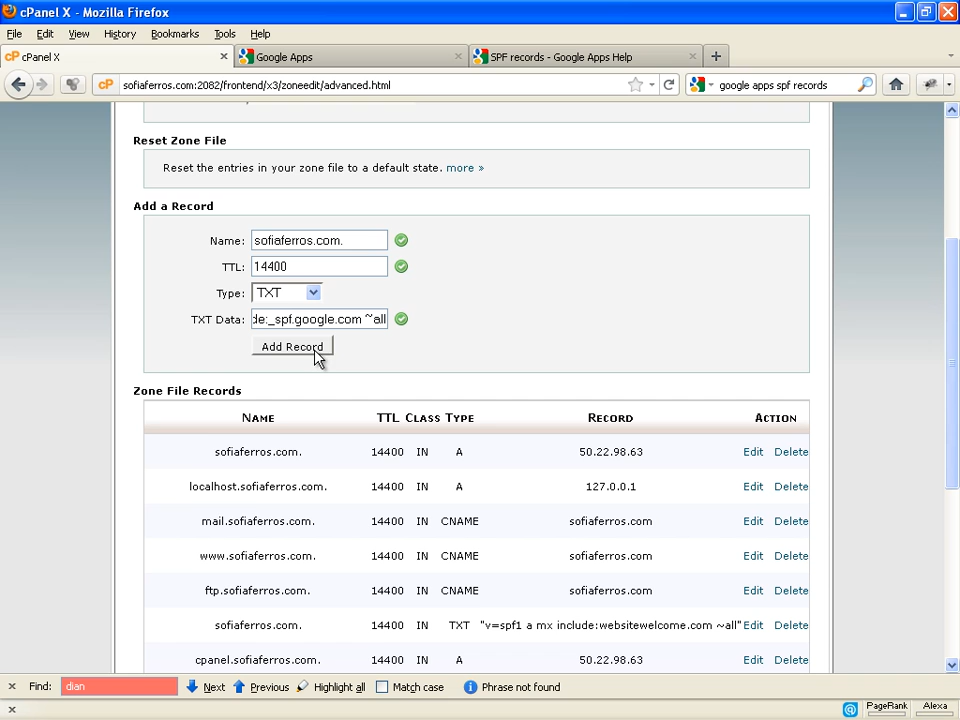 cPanel X - Mozilla Firefox
File Edit View History Bookmarks Tools Help
cP cPanel X Google Apps SPF records - Google Apps Help
cP sofiaferros.com:2082/frontend/x3/zoneedit/advanced.html google apps spf records
Reset Zone File
Reset the entries in your zone file to a default state. more »
Add a Record
Name: sofiaferros.com.
TTL: 14400
Type: TXT
TXT Data: de:_spf.google.com ~all
Add Record
Zone File Records
NAME TTL CLASS TYPE RECORD ACTION
sofiaferros.com. 14400 IN A 50.22.98.63 Edit Delete
localhost.sofiaferros.com. 14400 IN A 127.0.0.1 Edit Delete
mail.sofiaferros.com. 14400 IN CNAME sofiaferros.com Edit Delete
www.sofiaferros.com. 14400 IN CNAME sofiaferros.com Edit Delete
ftp.sofiaferros.com. 14400 IN CNAME sofiaferros.com Edit Delete
sofiaferros.com. 14400 IN TXT "v=spf1 a mx include:websitewelcome.com ~all" Edit Delete
cpanel.sofiaferros.com. 14400 IN A 50.22.98.63 Edit Delete
Find: dian Next Previous Highlight all Match case Phrase not found
PageRank Alexa